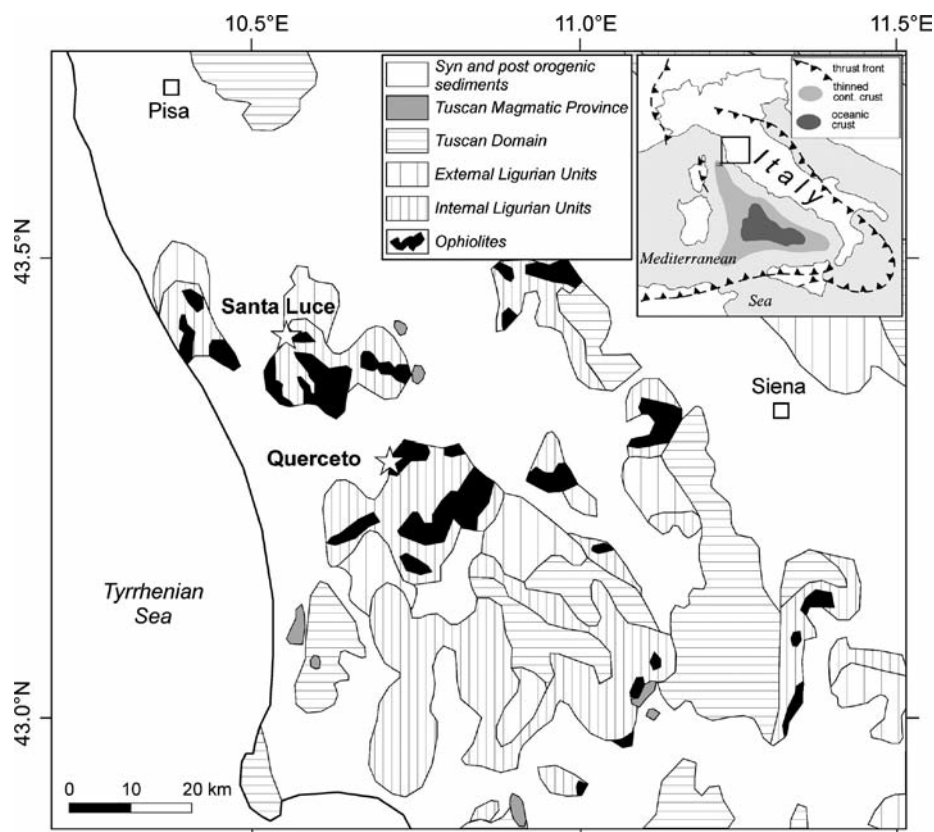 10.5°E
11.0°E
11.5°E
Pisa
Syn and post orogenic
sediments
Tuscan Magmatic Province
Tuscan Domain
External Ligurian Units
Internal Ligurian Units
Ophiolites
thrust front
thinned
cont. crust
oceanic
crust
Italy
Mediterranean
Sea
43.5°N
Santa Luce
Siena
Querceto
Tyrrhenian
Sea
43.0°N
0 10 20 km